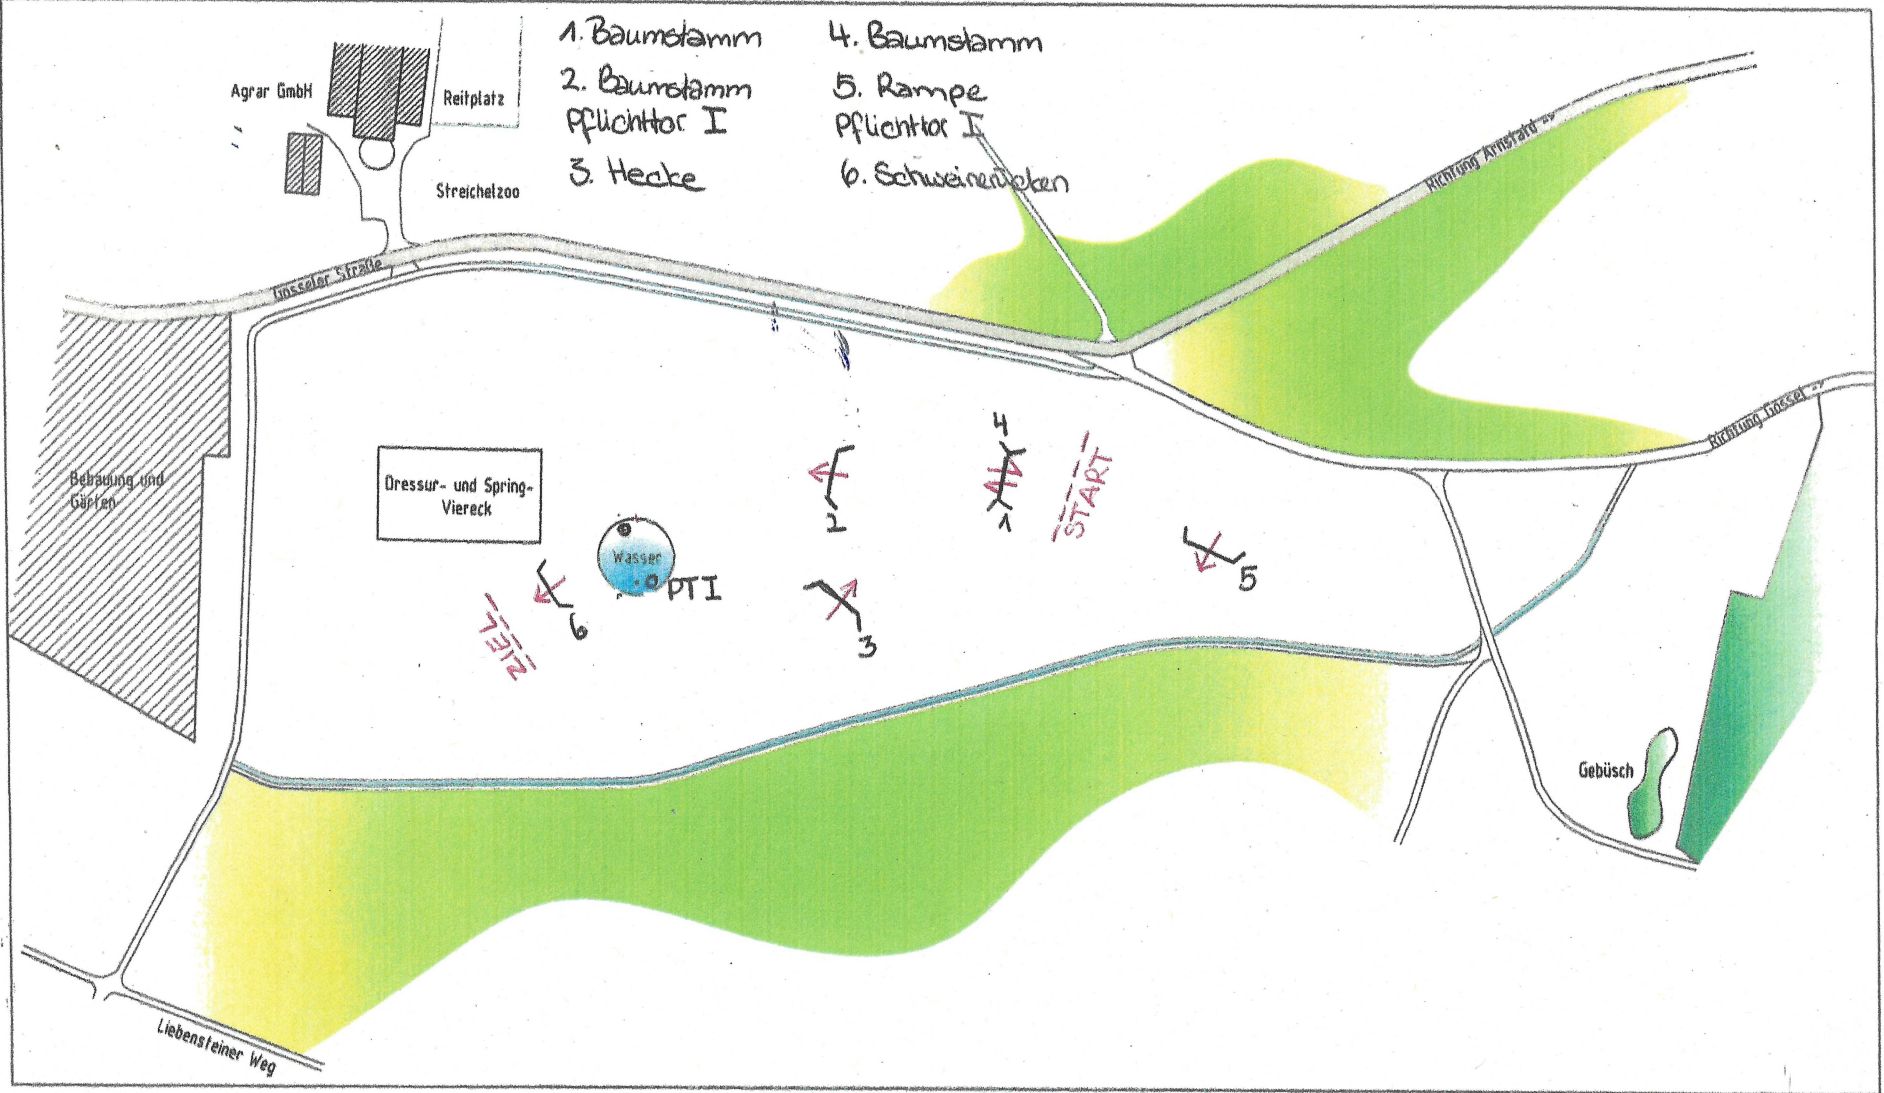 1. Baumstamm
2. Baumstamm
Pflichttor I
3. Hecke
4. Baumstamm
5. Rampe
Pflichttor I
6. Schweinerücken
Agrar GmbH
Reitplatz
Streichelzoo
Gosseler Straße
Richtung Arnstadt ->
Richtung Gossel ->
Bebauung und
Gärten
Dressur- und Spring-
Viereck
Wasser
PT I
2
4
1
START
5
3
6
ZIEL
Gebüsch
Liebensteiner Weg